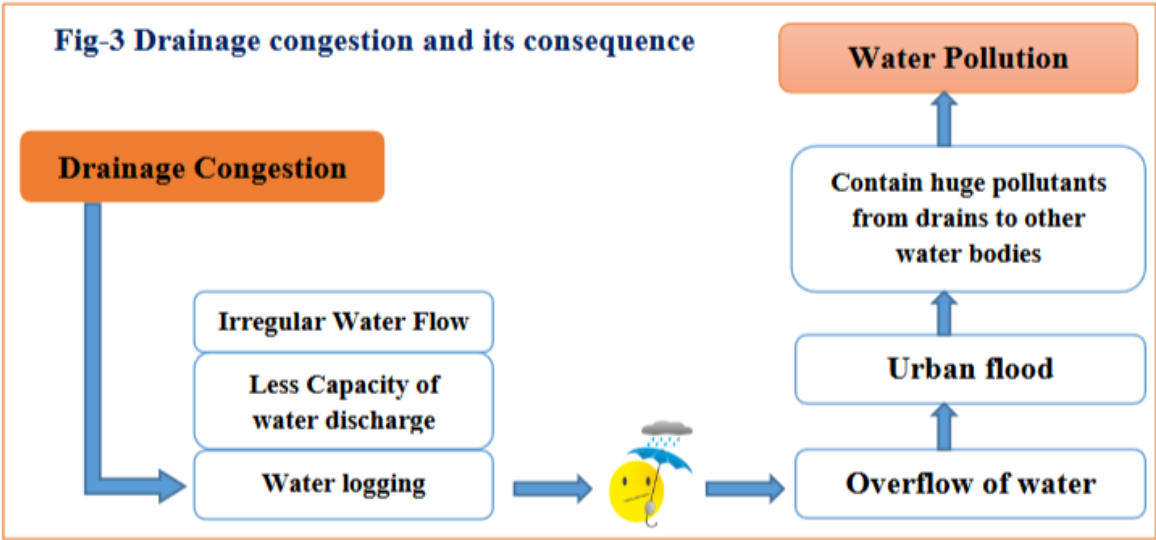 Fig-3 Drainage congestion and its consequence
Drainage Congestion
Irregular Water Flow
Less Capacity of
water discharge
Water logging
Overflow of water
Urban flood
Contain huge pollutants
from drains to other
water bodies
Water Pollution